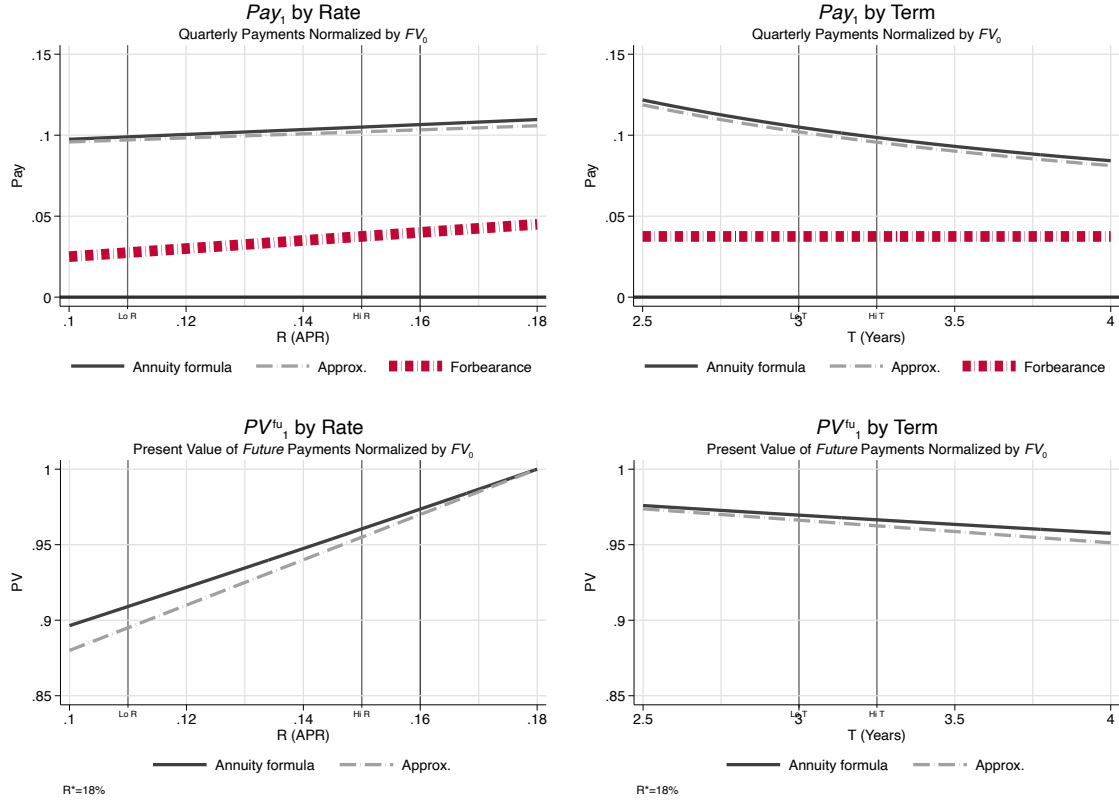 Pay₁ by Rate
Quarterly Payments Normalized by FV₀
.15
.1
.05
0
Pay
.1
.12
.14
.16
.18
Lo R
Hi R
R (APR)
Annuity formula
Approx.
Forbearance
Pay₁ by Term
Quarterly Payments Normalized by FV₀
.15
.1
.05
0
Pay
2.5
3
3.5
4
Lo T
Hi T
T (Years)
Annuity formula
Approx.
Forbearance
PVᶠᵘ₁ by Rate
Present Value of Future Payments Normalized by FV₀
1
.95
.9
.85
PV
.1
.12
.14
.16
.18
Lo R
Hi R
R (APR)
Annuity formula
Approx.
R*=18%
PVᶠᵘ₁ by Term
Present Value of Future Payments Normalized by FV₀
1
.95
.9
.85
PV
2.5
3
3.5
4
Lo T
Hi T
T (Years)
Annuity formula
Approx.
R*=18%